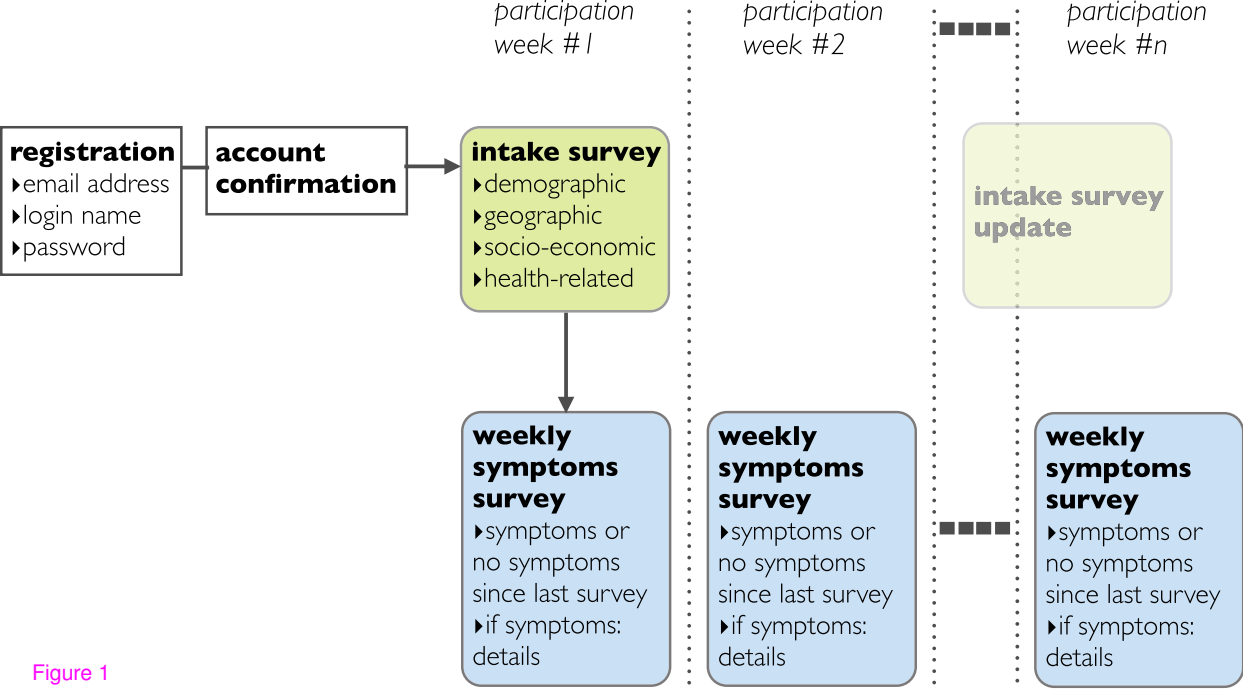 participation
week #1
participation
week #2
participation
week #n
registration
▸email address
▸login name
▸password
account
confirmation
intake survey
▸demographic
▸geographic
▸socio-economic
▸health-related
intake survey
update
weekly
symptoms
survey
▸symptoms or
no symptoms
since last survey
▸if symptoms:
details
weekly
symptoms
survey
▸symptoms or
no symptoms
since last survey
▸if symptoms:
details
weekly
symptoms
survey
▸symptoms or
no symptoms
since last survey
▸if symptoms:
details
Figure 1